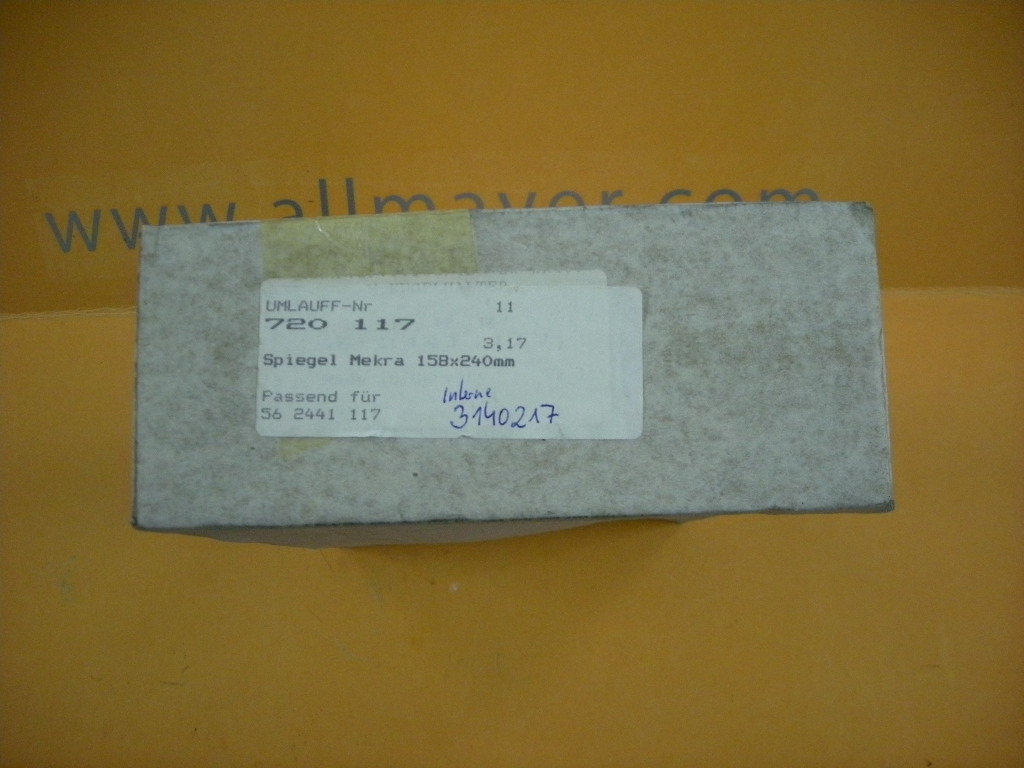 www.allmayer.com
UMLAUFF-Nr 11
720 117
3,17
Spiegel Mekra 158x240mm
Passend für
56 2441 117
Interne
3140217